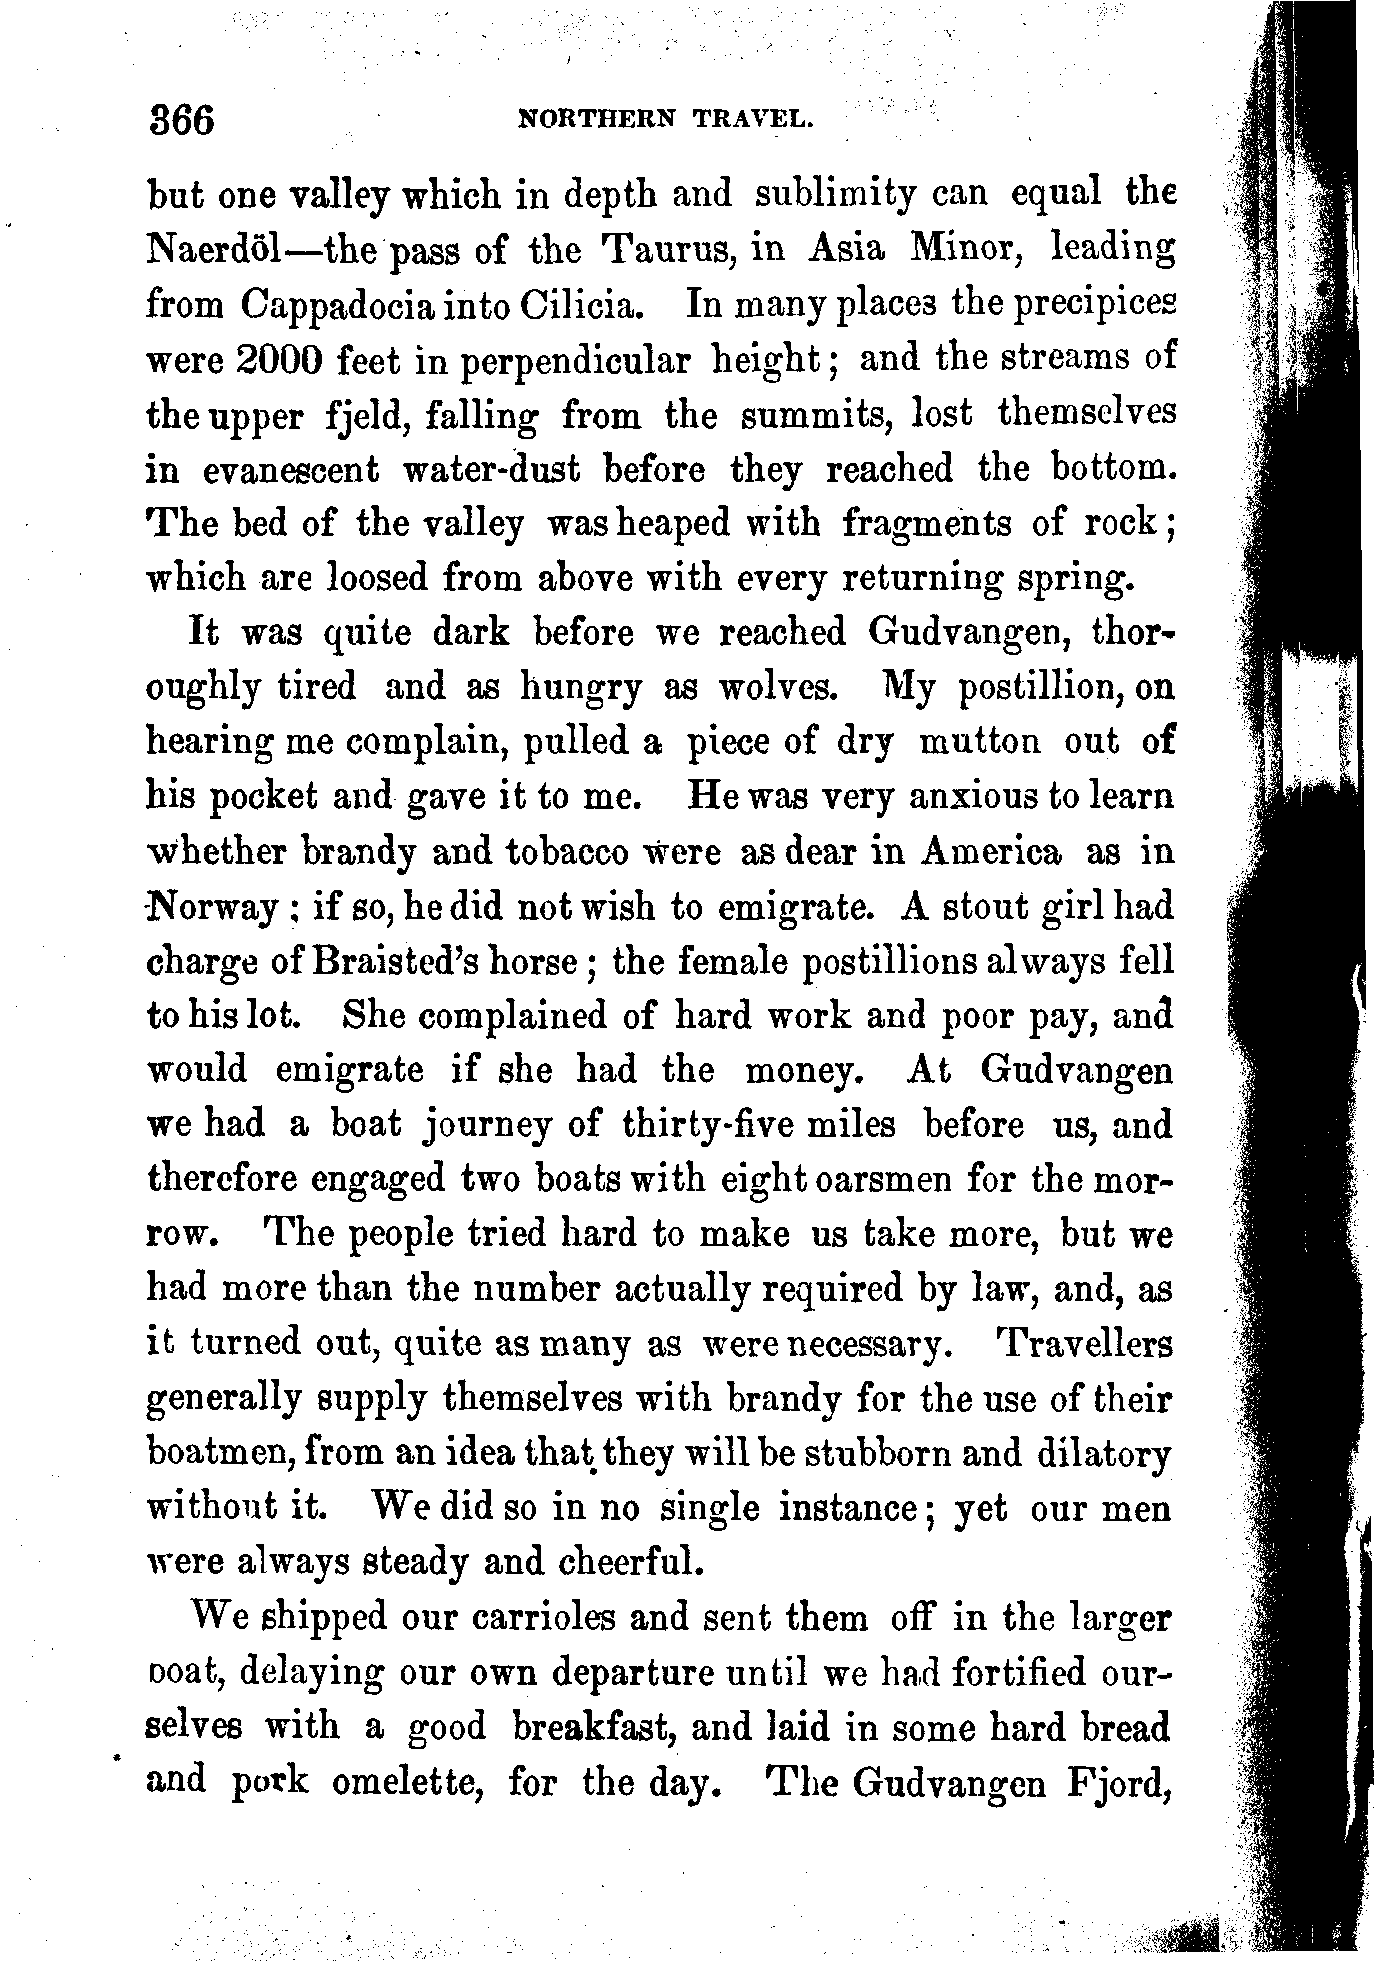 366 NORTHERN TRAVEL.
but one valley which in depth and sublimity can equal the
Naerdöl—the pass of the Taurus, in Asia Minor, leading
from Cappadocia into Cilicia. In many places the precipices
were 2000 feet in perpendicular height; and the streams of
the upper fjeld, falling from the summits, lost themselves
in evanescent water-dust before they reached the bottom.
The bed of the valley was heaped with fragments of rock;
which are loosed from above with every returning spring.
It was quite dark before we reached Gudvangen, thor-
oughly tired and as hungry as wolves. My postillion, on
hearing me complain, pulled a piece of dry mutton out of
his pocket and gave it to me. He was very anxious to learn
whether brandy and tobacco were as dear in America as in
Norway; if so, he did not wish to emigrate. A stout girl had
charge of Braisted's horse; the female postillions always fell
to his lot. She complained of hard work and poor pay, and
would emigrate if she had the money. At Gudvangen
we had a boat journey of thirty-five miles before us, and
therefore engaged two boats with eight oarsmen for the mor-
row. The people tried hard to make us take more, but we
had more than the number actually required by law, and, as
it turned out, quite as many as were necessary. Travellers
generally supply themselves with brandy for the use of their
boatmen, from an idea that they will be stubborn and dilatory
without it. We did so in no single instance; yet our men
were always steady and cheerful.
We shipped our carrioles and sent them off in the larger
boat, delaying our own departure until we had fortified our-
selves with a good breakfast, and laid in some hard bread
and pork omelette, for the day. The Gudvangen Fjord,